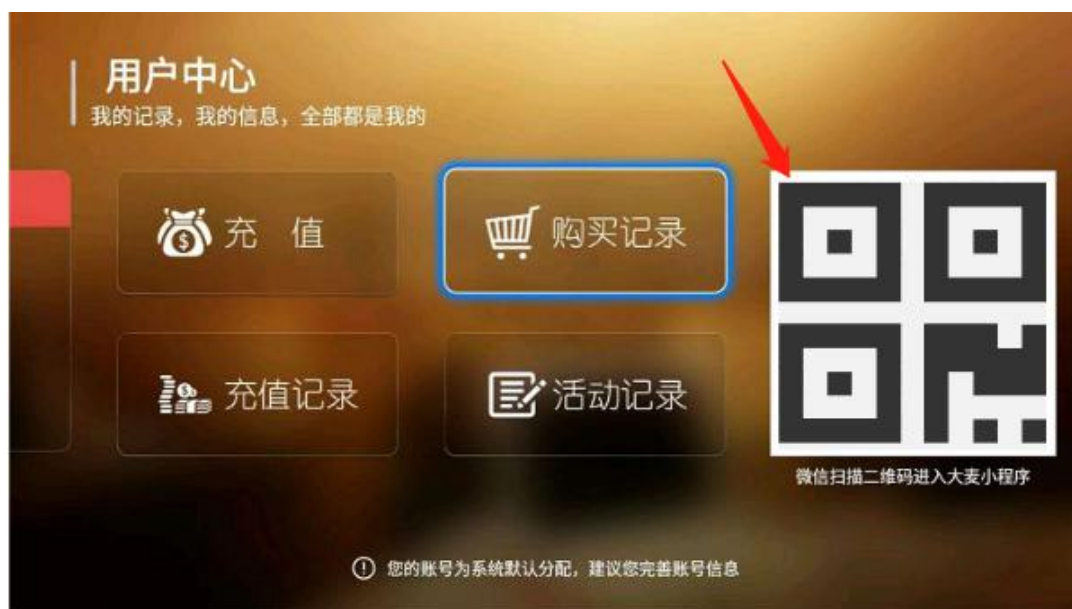 用户中心
我的记录，我的信息，全部都是我的
充 值
购买记录
充值记录
活动记录
微信扫描二维码进入大麦小程序
您的账号为系统默认分配，建议您完善账号信息